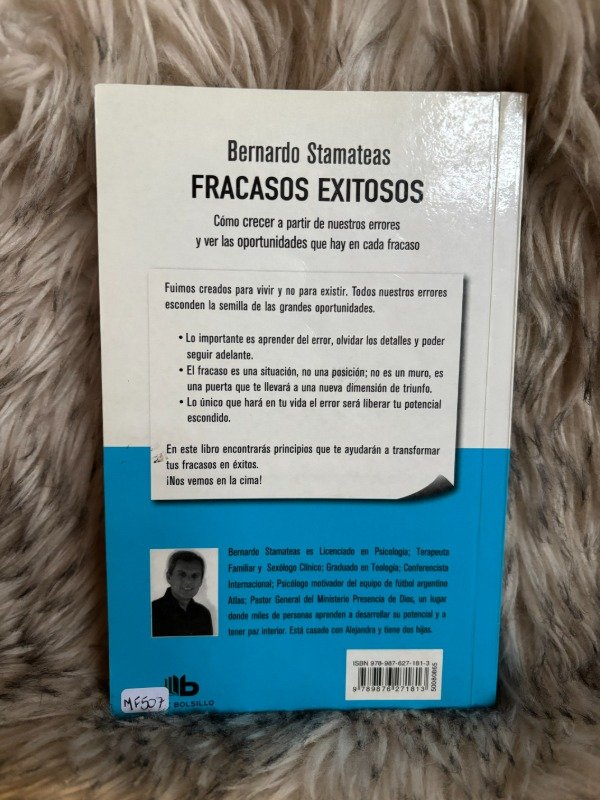 Bernardo Stamateas
FRACASOS EXITOSOS
Cómo crecer a partir de nuestros errores
y ver las oportunidades que hay en cada fracaso
Fuimos creados para vivir y no para existir. Todos nuestros errores
esconden la semilla de las grandes oportunidades.
• Lo importante es aprender del error, olvidar los detalles y poder
seguir adelante.
• El fracaso es una situación, no una posición; no es un muro, es
una puerta que te llevará a una nueva dimensión de triunfo.
• Lo único que hará en tu vida el error será liberar tu potencial
escondido.
En este libro encontrarás principios que te ayudarán a transformar
tus fracasos en éxitos.
¡Nos vemos en la cima!
Bernardo Stamateas es Licenciado en Psicología; Terapeuta
Familiar y Sexólogo Clínico; Graduado en Teología; Conferencista
Internacional; Psicólogo motivador del equipo de fútbol argentino
Atlas; Pastor General del Ministerio Presencia de Dios, un lugar
donde miles de personas aprenden a desarrollar su potencial y a
tener paz interior. Está casado con Alejandra y tiene dos hijas.
ISBN 978-987-627-181-3
9 789876 271813
50080865
b
BOLSILLO
MF507